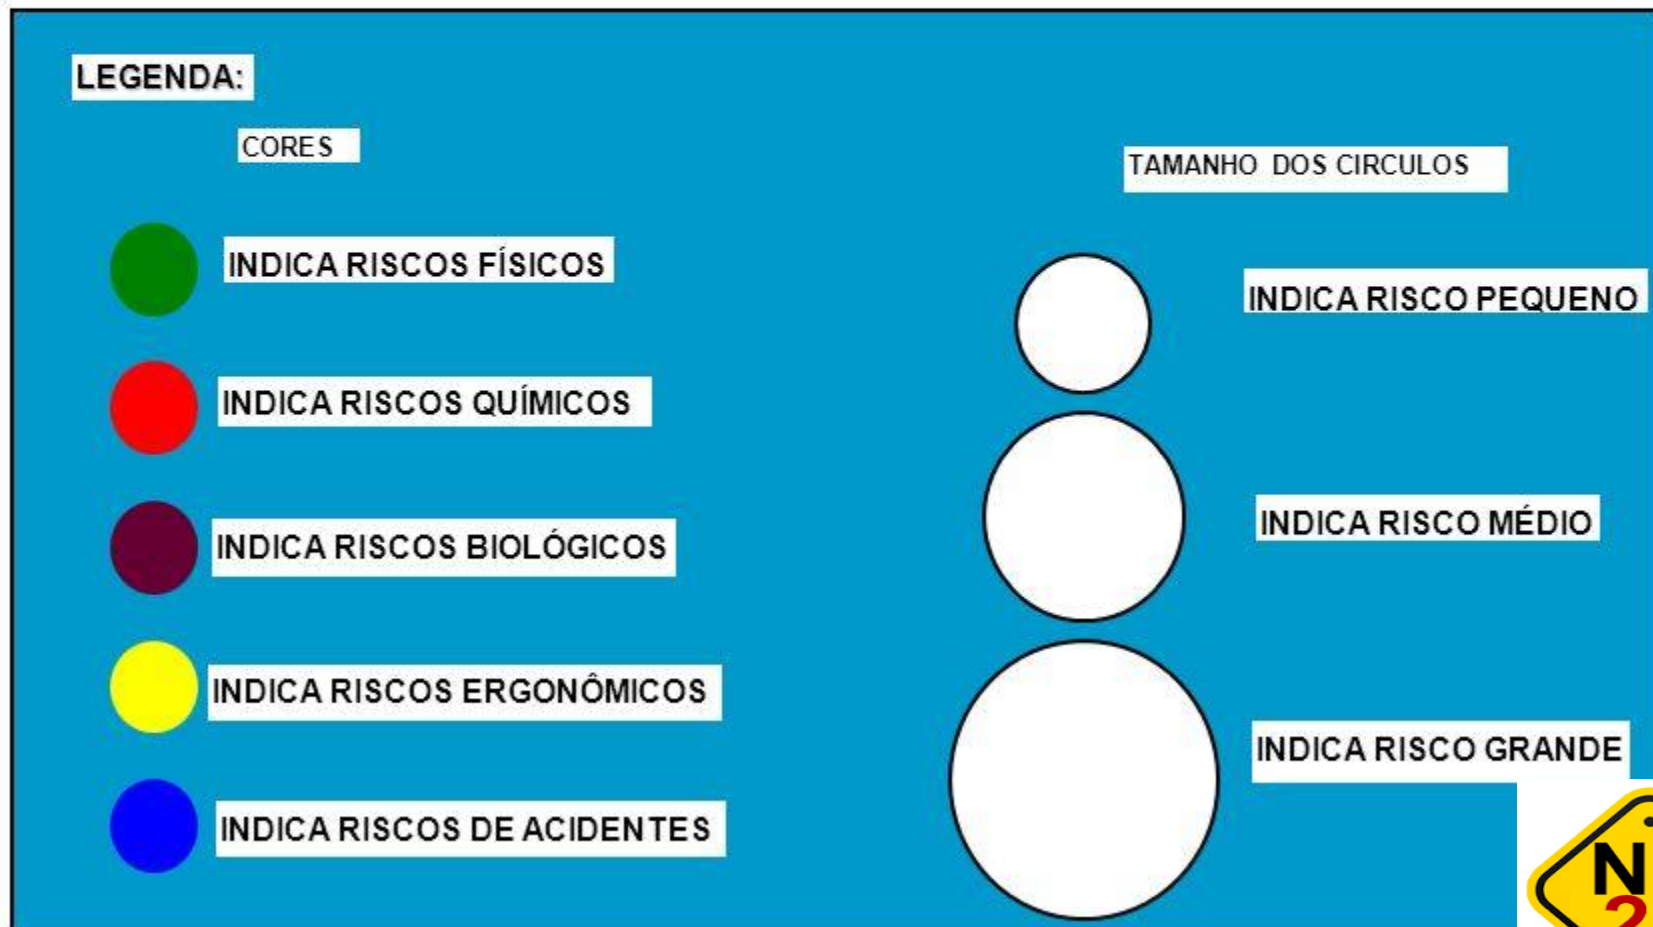 LEGENDA:
CORES
INDICA RISCOS FÍSICOS
INDICA RISCOS QUÍMICOS
INDICA RISCOS BIOLÓGICOS
INDICA RISCOS ERGONÔMICOS
INDICA RISCOS DE ACIDENTES
TAMANHO DOS CIRCULOS
INDICA RISCO PEQUENO
INDICA RISCO MÉDIO
INDICA RISCO GRANDE